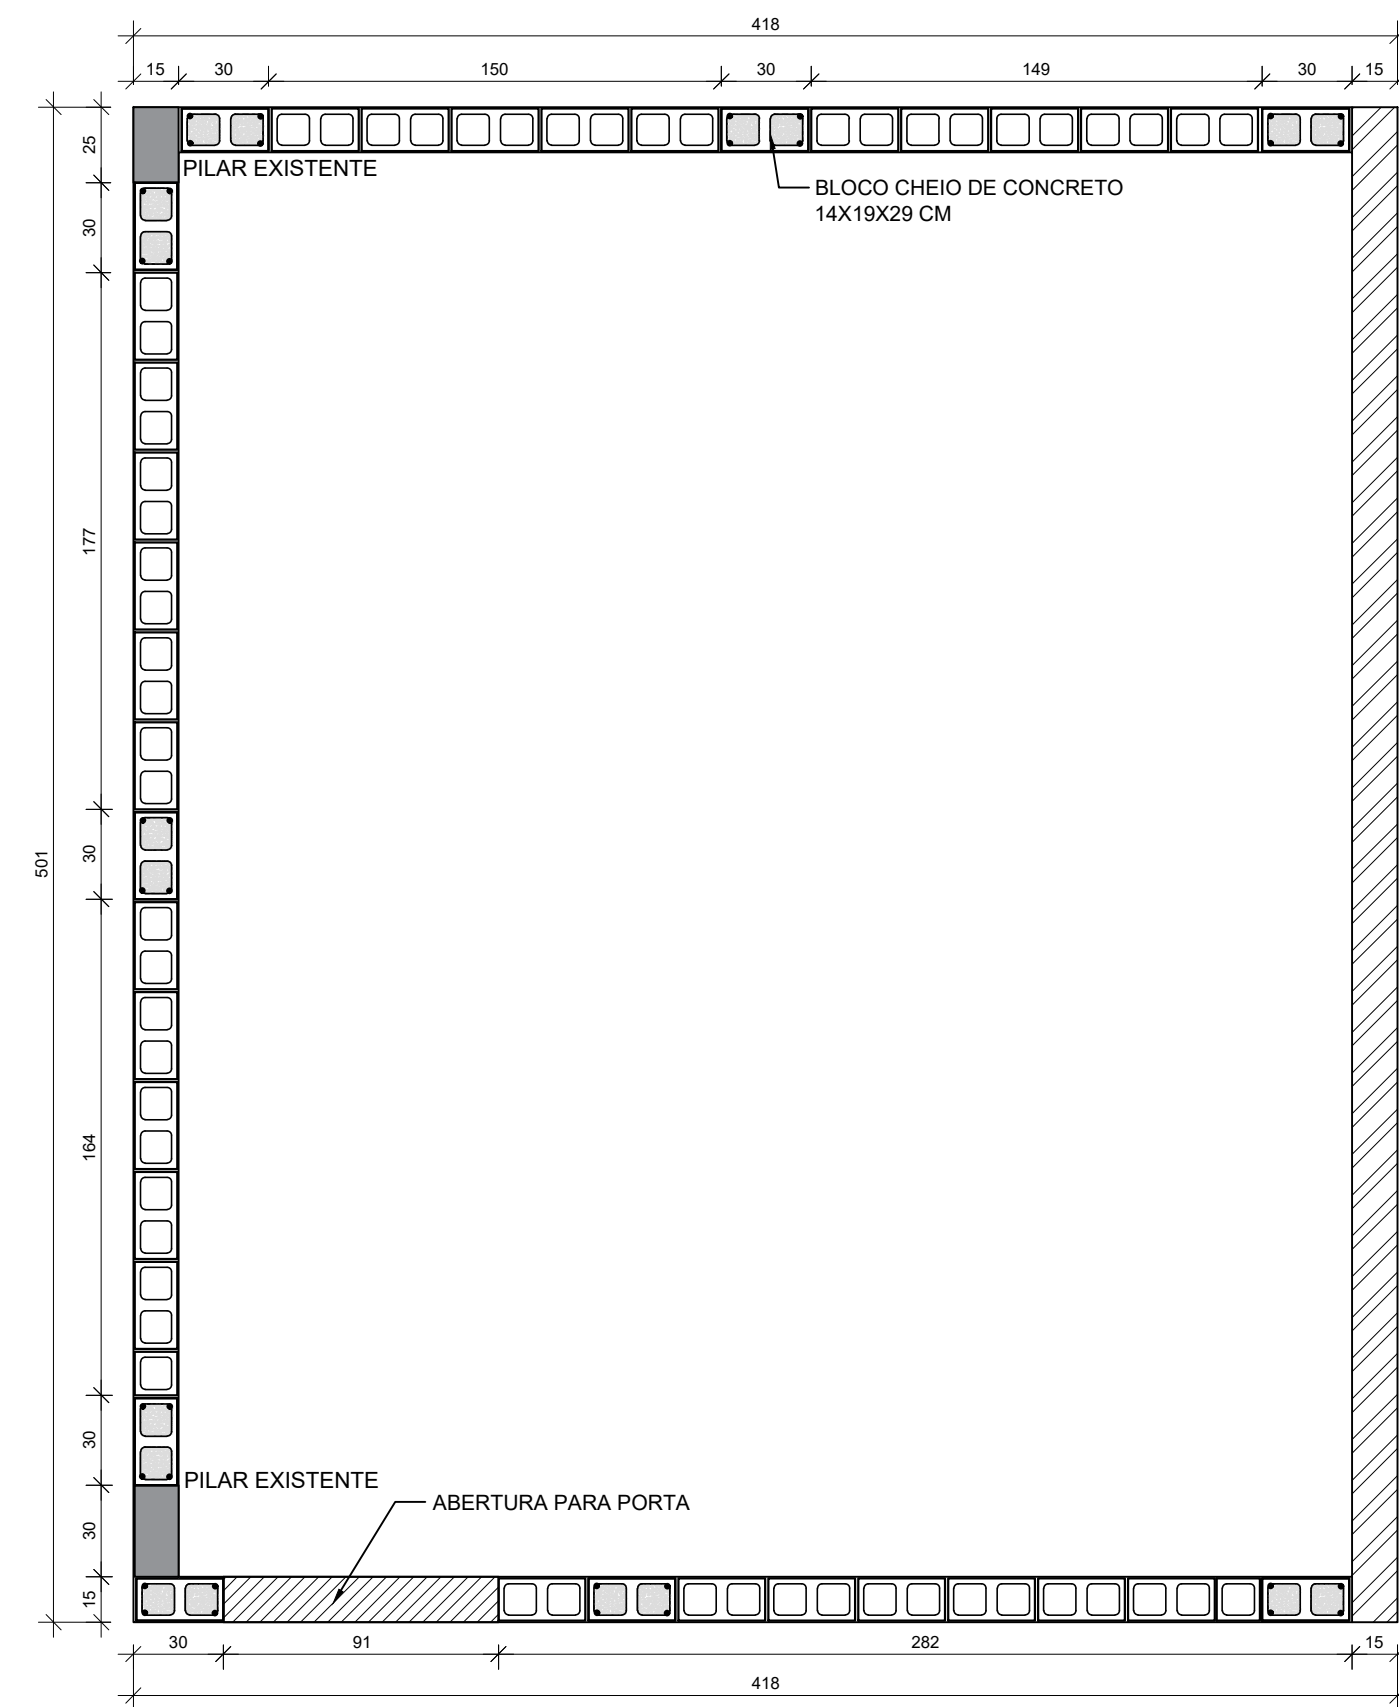 418
15 30 150 30 149 30 15
25
PILAR EXISTENTE
BLOCO CHEIO DE CONCRETO
14X19X29 CM
30
177
501
30
164
30
PILAR EXISTENTE
ABERTURA PARA PORTA
30
15
30 91 282 15
418